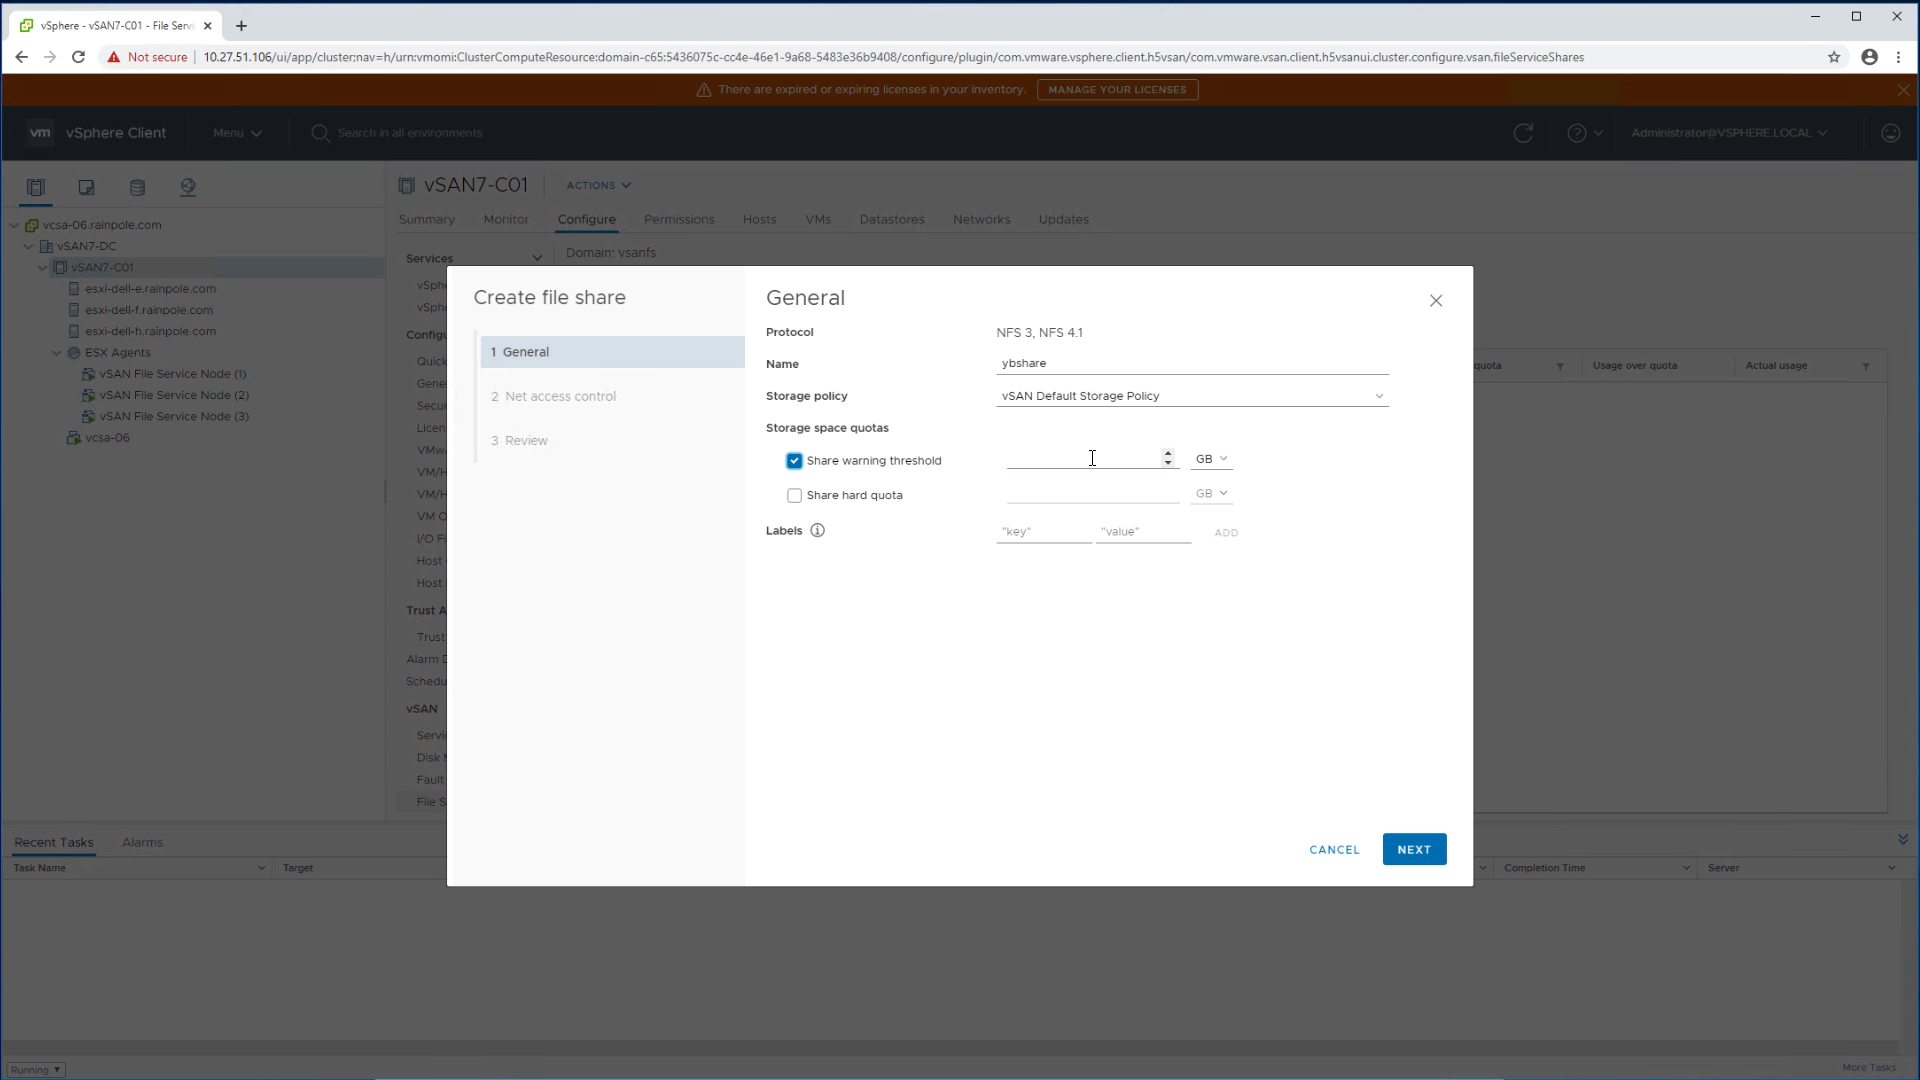 vSphere - vSAN7-C01 - File Servi
Not secure
10.27.51.106/ui/app/cluster;nav=h/urn:vmomi:ClusterComputeResource:domain-c65:5436075c-cc4e-46e1-9a68-5483e36b9408/configure/plugin/com.vmware.vsphere.client.h5vsan/com.vmware.vsan.client.h5vsanui.cluster.configure.vsan.fileServiceShares
There are expired or expiring licenses in your inventory.
MANAGE YOUR LICENSES
vm
vSphere Client
Menu
Search in all environments
Administrator@VSPHERE.LOCAL
vcsa-06.rainpole.com
vSAN7-DC
vSAN7-C01
esxi-dell-e.rainpole.com
esxi-dell-f.rainpole.com
esxi-dell-h.rainpole.com
ESX Agents
vSAN File Service Node (1)
vSAN File Service Node (2)
vSAN File Service Node (3)
vcsa-06
vSAN7-C01
ACTIONS
Summary
Monitor
Configure
Permissions
Hosts
VMs
Datastores
Networks
Updates
Services
vSphe
vSphe
Configu
Quick
Gene
Secur
Licen
VMwa
VM/H
VM/H
VM O
I/O Fi
Host
Host
Trust A
Trust
Alarm D
Schedu
vSAN
Servic
Disk M
Fault
File S
Domain: vsanfs
quota
Usage over quota
Actual usage
Create file share
1 General
2 Net access control
3 Review
General
Protocol
NFS 3, NFS 4.1
Name
ybshare
Storage policy
vSAN Default Storage Policy
Storage space quotas
Share warning threshold
GB
Share hard quota
GB
Labels
"key"
"value"
ADD
CANCEL
NEXT
Recent Tasks
Alarms
Task Name
Target
Completion Time
Server
Running
More Tasks